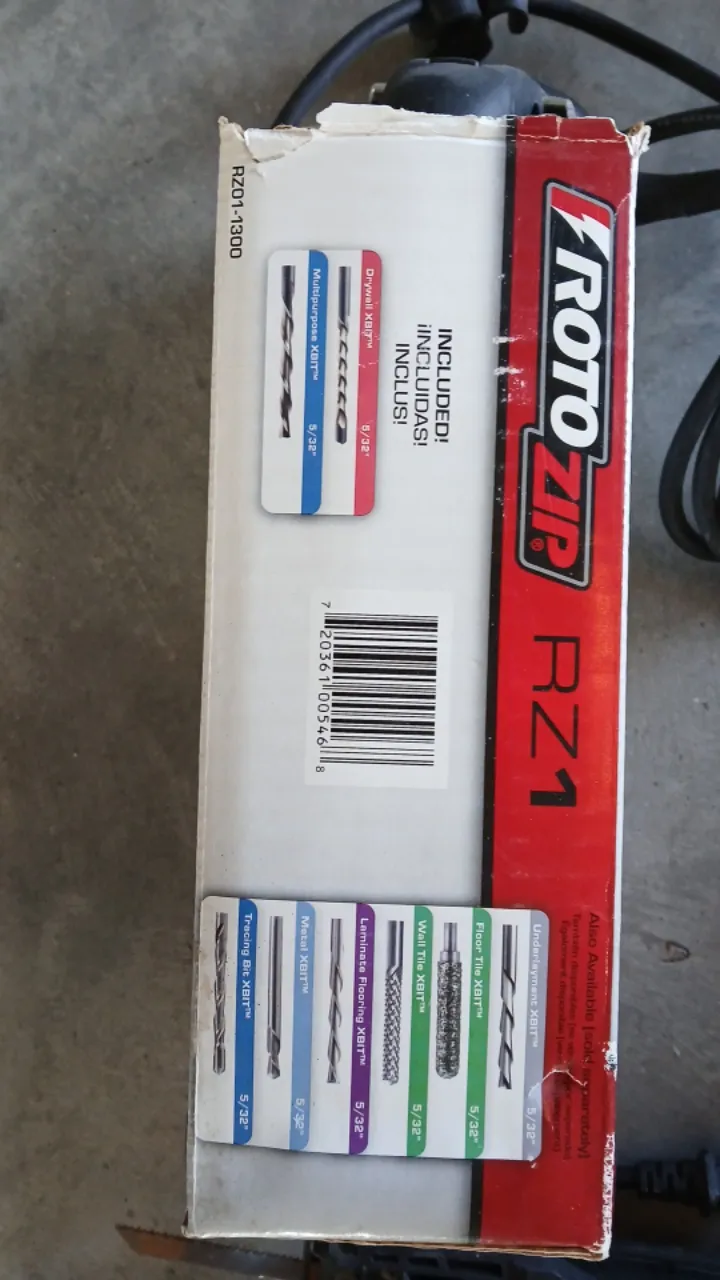 ROTOZIP® RZ1
INCLUDED!
¡INCLUIDAS!
INCLUS!
Drywall XBIT™ 5/32"
Multipurpose XBIT™ 5/32"
RZ01-1300
7 20361 00546 8
Also Available [sold separately]
Underlayment XBIT™ 5/32"
Floor Tile XBIT™ 5/32"
Wall Tile XBIT™ 5/32"
Laminate Flooring XBIT™ 5/32"
Metal XBIT™ 5/32"
Tracing Bit XBIT™ 5/32"